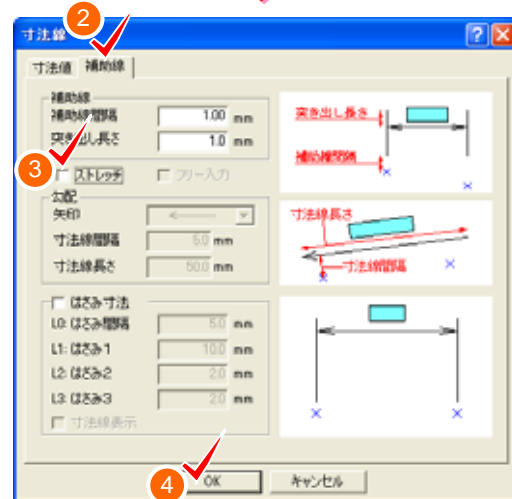 2
寸法線
寸法値 補助線
補助線
補助線間隔 1.00 mm
突き出し長さ 1.0 mm
3
ストレッチ フリー入力
勾配
矢印
寸法線間隔 5.0 mm
寸法線長さ 50.0 mm
はさみ寸法
L0: はさみ間隔 5.0 mm
L1: はさみ1 10.0 mm
L2: はさみ2 2.0 mm
L3: はさみ3 2.0 mm
寸法線表示
突き出し長さ
補助線間隔
寸法線長さ
寸法線間隔
4
OK キャンセル